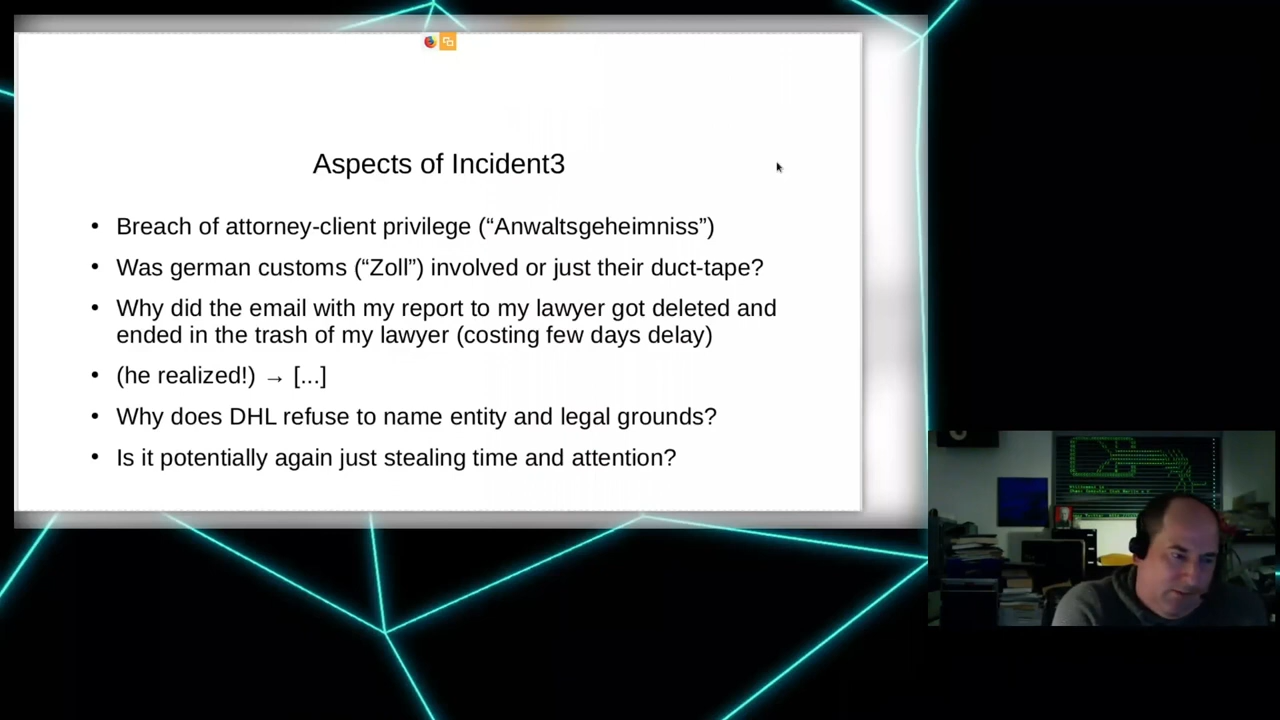 Aspects of Incident3
• Breach of attorney-client privilege (“Anwaltsgeheimniss”)
• Was german customs (“Zoll”) involved or just their duct-tape?
• Why did the email with my report to my lawyer got deleted and
ended in the trash of my lawyer (costing few days delay)
• (he realized!) → [...]
• Why does DHL refuse to name entity and legal grounds?
• Is it potentially again just stealing time and attention?